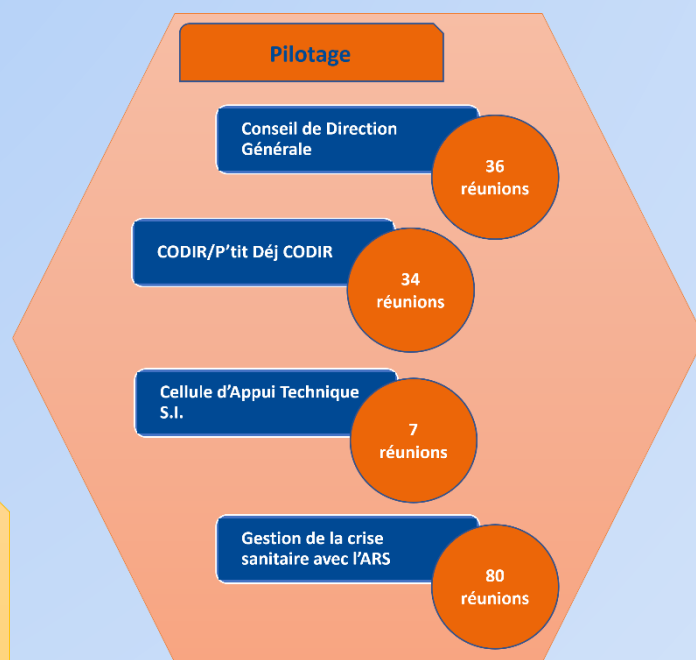 Pilotage
Conseil de Direction
Générale
36
réunions
CODIR/P'tit Déj CODIR
34
réunions
Cellule d'Appui Technique
S.I.
7
réunions
Gestion de la crise
sanitaire avec l'ARS
80
réunions